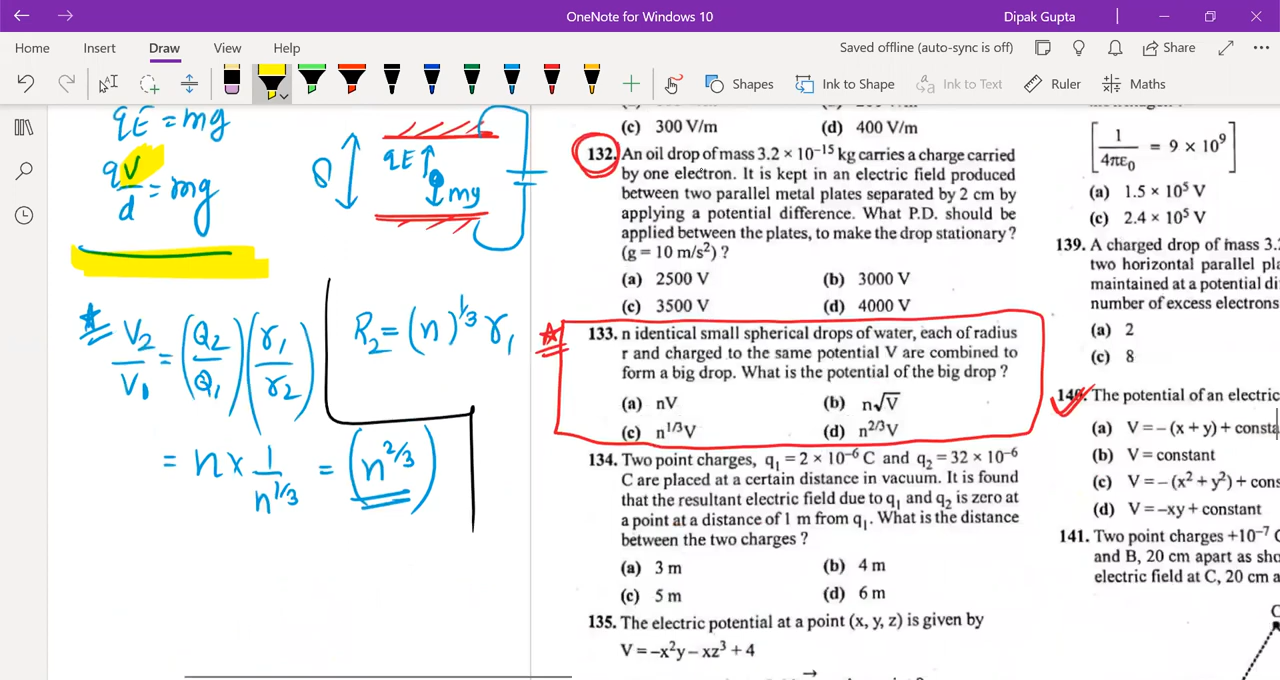 OneNote for Windows 10
Dipak Gupta
Home Insert Draw View Help
Saved offline (auto-sync is off)
Share
Shapes
Ink to Shape
Ink to Text
Ruler
Maths
qE = mg
qV/d = mg
D
qE
mg
V2/V1 = (Q2/Q1)(r1/r2)
= n × 1/n^1/3 = (n^2/3)
R2 = (n)^1/3 r1
(c) 300 V/m (d) 400 V/m
132. An oil drop of mass 3.2 × 10⁻¹⁵ kg carries a charge carried
by one electron. It is kept in an electric field produced
between two parallel metal plates separated by 2 cm by
applying a potential difference. What P.D. should be
applied between the plates, to make the drop stationary ?
(g = 10 m/s²) ?
(a) 2500 V (b) 3000 V
(c) 3500 V (d) 4000 V
133. n identical small spherical drops of water, each of radius
r and charged to the same potential V are combined to
form a big drop. What is the potential of the big drop ?
(a) nV (b) n√V
(c) n^1/3V (d) n^2/3V
134. Two point charges, q₁ = 2 × 10⁻⁶ C and q₂ = 32 × 10⁻⁶
C are placed at a certain distance in vacuum. It is found
that the resultant electric field due to q₁ and q₂ is zero at
a point at a distance of 1 m from q₁. What is the distance
between the two charges ?
(a) 3 m (b) 4 m
(c) 5 m (d) 6 m
135. The electric potential at a point (x, y, z) is given by
V = –x²y – xz³ + 4
[1/4πε₀ = 9 × 10⁹]
(a) 1.5 × 10⁵ V
(c) 2.4 × 10⁵ V
139. A charged drop of mass 3.2
two horizontal parallel pla
maintained at a potential di
number of excess electrons
(a) 2
(c) 8
140. The potential of an electric
(a) V = – (x + y) + consta
(b) V = constant
(c) V = – (x² + y²) + cons
(d) V = –xy + constant
141. Two point charges +10⁻⁷ C
and B, 20 cm apart as sho
electric field at C, 20 cm a
C